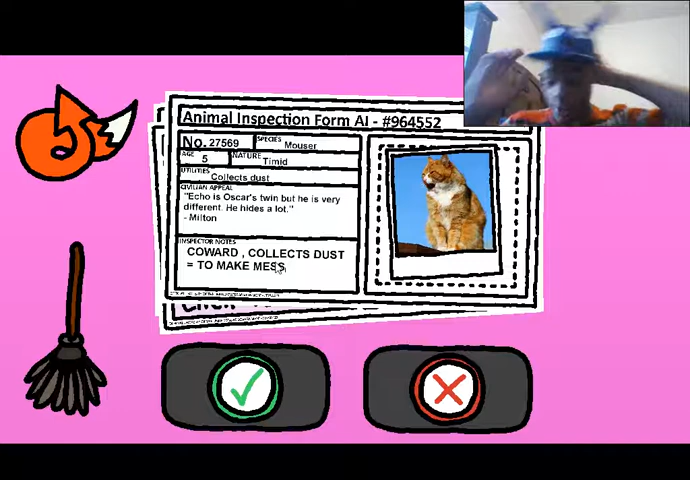 Animal Inspection Form AI - #964552
No. 27569
SPECIES
Mouser
AGE
5
NATURE
Timid
UTILITIES
Collects dust
CIVILIAN APPEAL
"Echo is Oscar's twin but he is very
different. He hides a lot."
- Milton
INSPECTOR NOTES
COWARD , COLLECTS DUST
= TO MAKE MESS